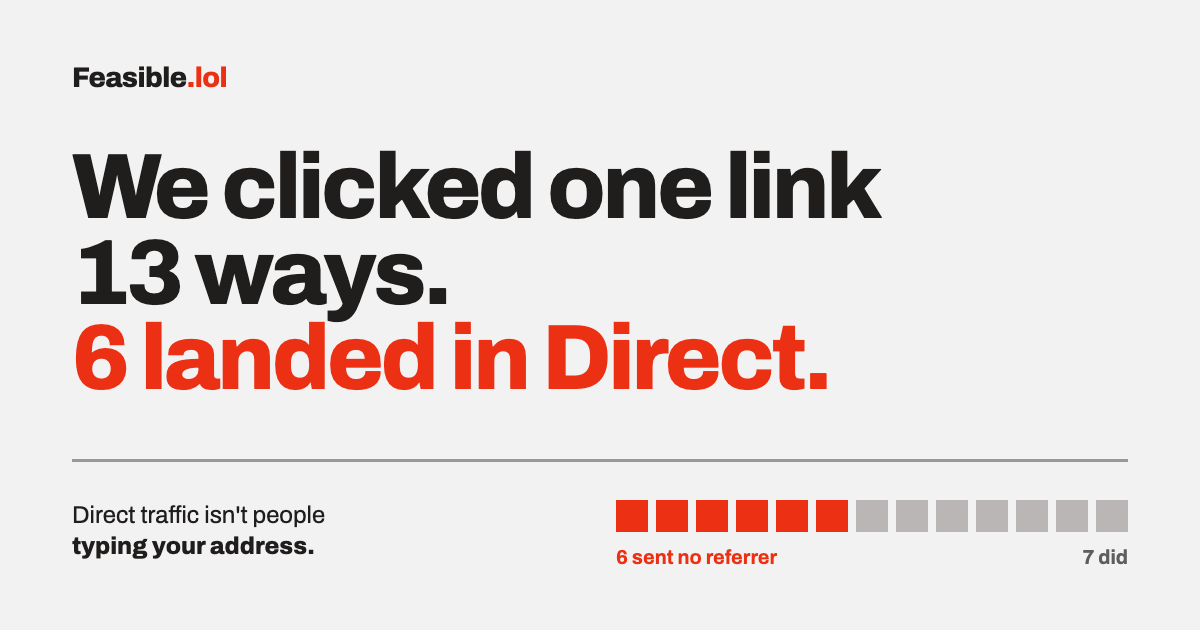 Feasible.lol
We clicked one link
13 ways.
6 landed in Direct.
Direct traffic isn't people
typing your address.
6 sent no referrer
7 did